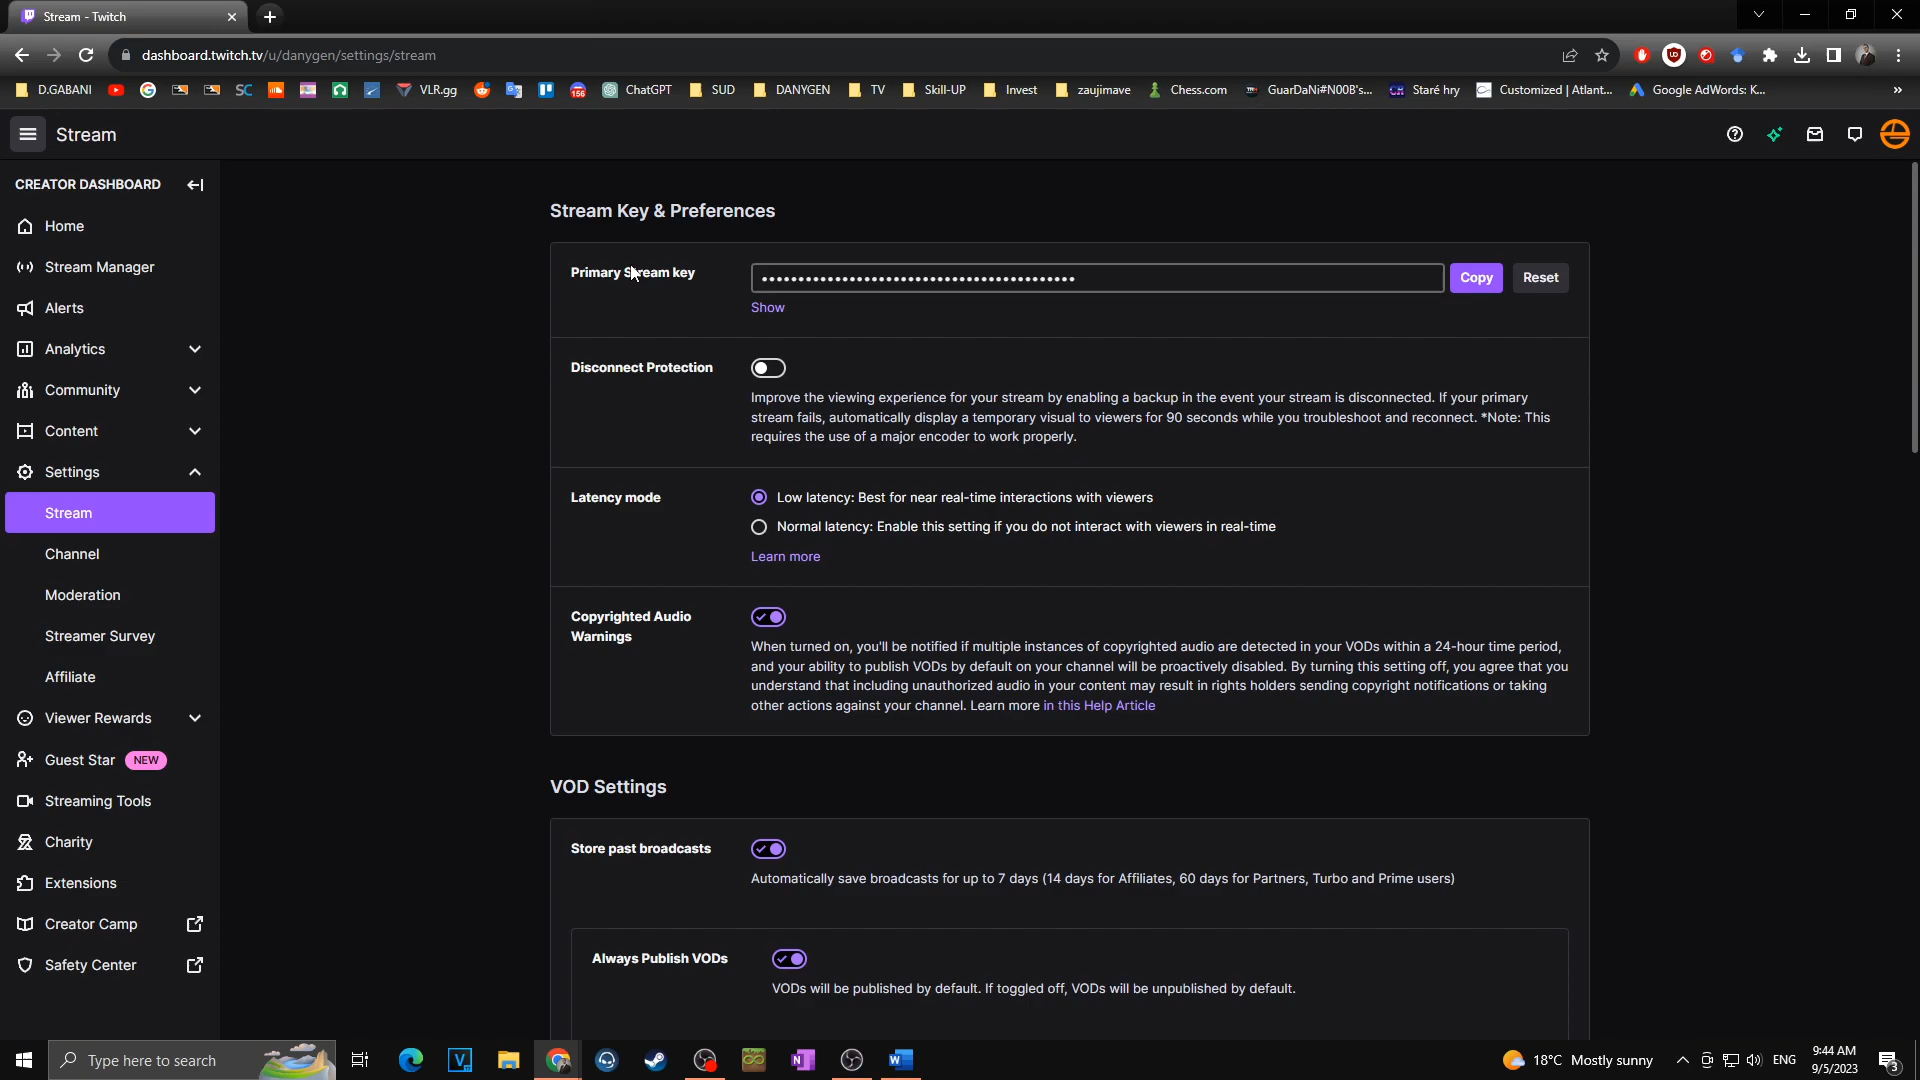 Stream - Twitch
dashboard.twitch.tv/u/danygen/settings/stream
D.GABANI SC VLR.gg 156 ChatGPT SUD DANYGEN TV Skill-UP Invest zaujimave Chess.com GuarDaNi#N00B's... Staré hry Customized | Atlant... Google AdWords: K... »
Stream
CREATOR DASHBOARD
Home
Stream Manager
Alerts
Analytics
Community
Content
Settings
Stream
Channel
Moderation
Streamer Survey
Affiliate
Viewer Rewards
Guest Star NEW
Streaming Tools
Charity
Extensions
Creator Camp
Safety Center
Stream Key & Preferences
Primary Stream key
Copy Reset
Show
Disconnect Protection
Improve the viewing experience for your stream by enabling a backup in the event your stream is disconnected. If your primary
stream fails, automatically display a temporary visual to viewers for 90 seconds while you troubleshoot and reconnect. *Note: This
requires the use of a major encoder to work properly.
Latency mode
Low latency: Best for near real-time interactions with viewers
Normal latency: Enable this setting if you do not interact with viewers in real-time
Learn more
Copyrighted Audio
Warnings
When turned on, you'll be notified if multiple instances of copyrighted audio are detected in your VODs within a 24-hour time period,
and your ability to publish VODs by default on your channel will be proactively disabled. By turning this setting off, you agree that you
understand that including unauthorized audio in your content may result in rights holders sending copyright notifications or taking
other actions against your channel. Learn more in this Help Article
VOD Settings
Store past broadcasts
Automatically save broadcasts for up to 7 days (14 days for Affiliates, 60 days for Partners, Turbo and Prime users)
Always Publish VODs
VODs will be published by default. If toggled off, VODs will be unpublished by default.
Type here to search
18°C Mostly sunny
ENG
9:44 AM
9/5/2023
3